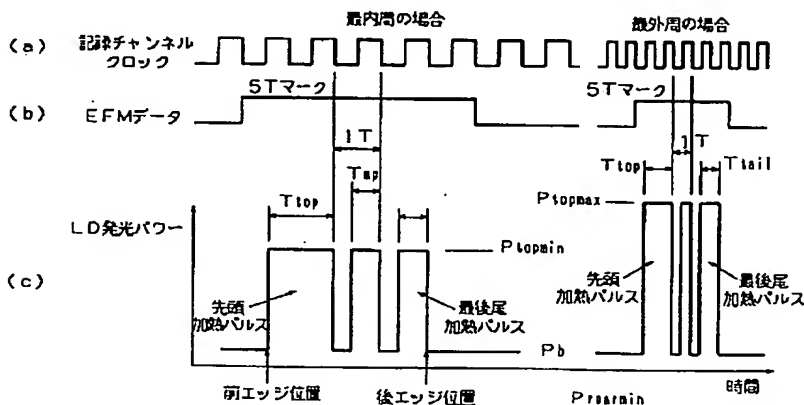 最内周の場合
最外周の場合
(a) 記録チャンネル
クロック
(b) EFMデータ
5Tマーク
5Tマーク
1T
1T
Ttop
Tmp
Ttop
Ttail
LD発光パワー
Ptopmin
Ptopmax
(c)
先頭
加熱パルス
最後尾
加熱パルス
先頭
加熱パルス
最後尾
加熱パルス
Pb
時間
前エッジ位置
後エッジ位置